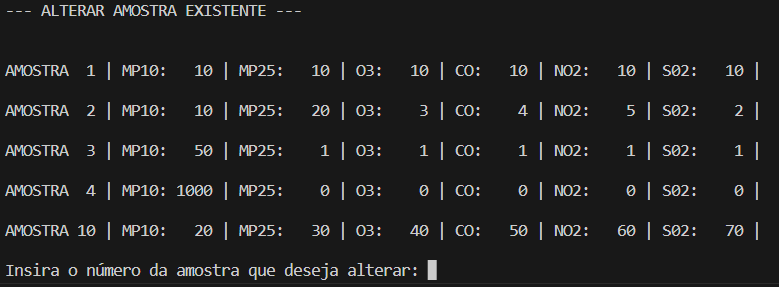 --- ALTERAR AMOSTRA EXISTENTE ---
AMOSTRA  1 | MP10:   10 | MP25:   10 | O3:   10 | CO:   10 | NO2:   10 | S02:   10 |
AMOSTRA  2 | MP10:   10 | MP25:   20 | O3:    3 | CO:    4 | NO2:    5 | S02:    2 |
AMOSTRA  3 | MP10:   50 | MP25:    1 | O3:    1 | CO:    1 | NO2:    1 | S02:    1 |
AMOSTRA  4 | MP10: 1000 | MP25:    0 | O3:    0 | CO:    0 | NO2:    0 | S02:    0 |
AMOSTRA 10 | MP10:   20 | MP25:   30 | O3:   40 | CO:   50 | NO2:   60 | S02:   70 |
Insira o número da amostra que deseja alterar: